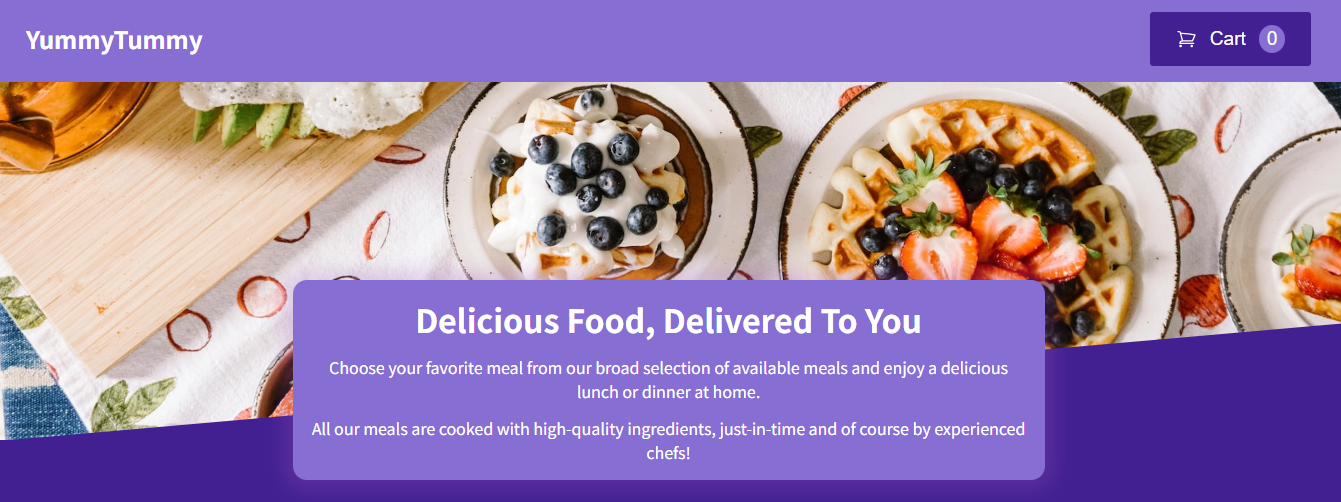 YummyTummy
Cart 0
Delicious Food, Delivered To You
Choose your favorite meal from our broad selection of available meals and enjoy a delicious
lunch or dinner at home.
All our meals are cooked with high-quality ingredients, just-in-time and of course by experienced
chefs!